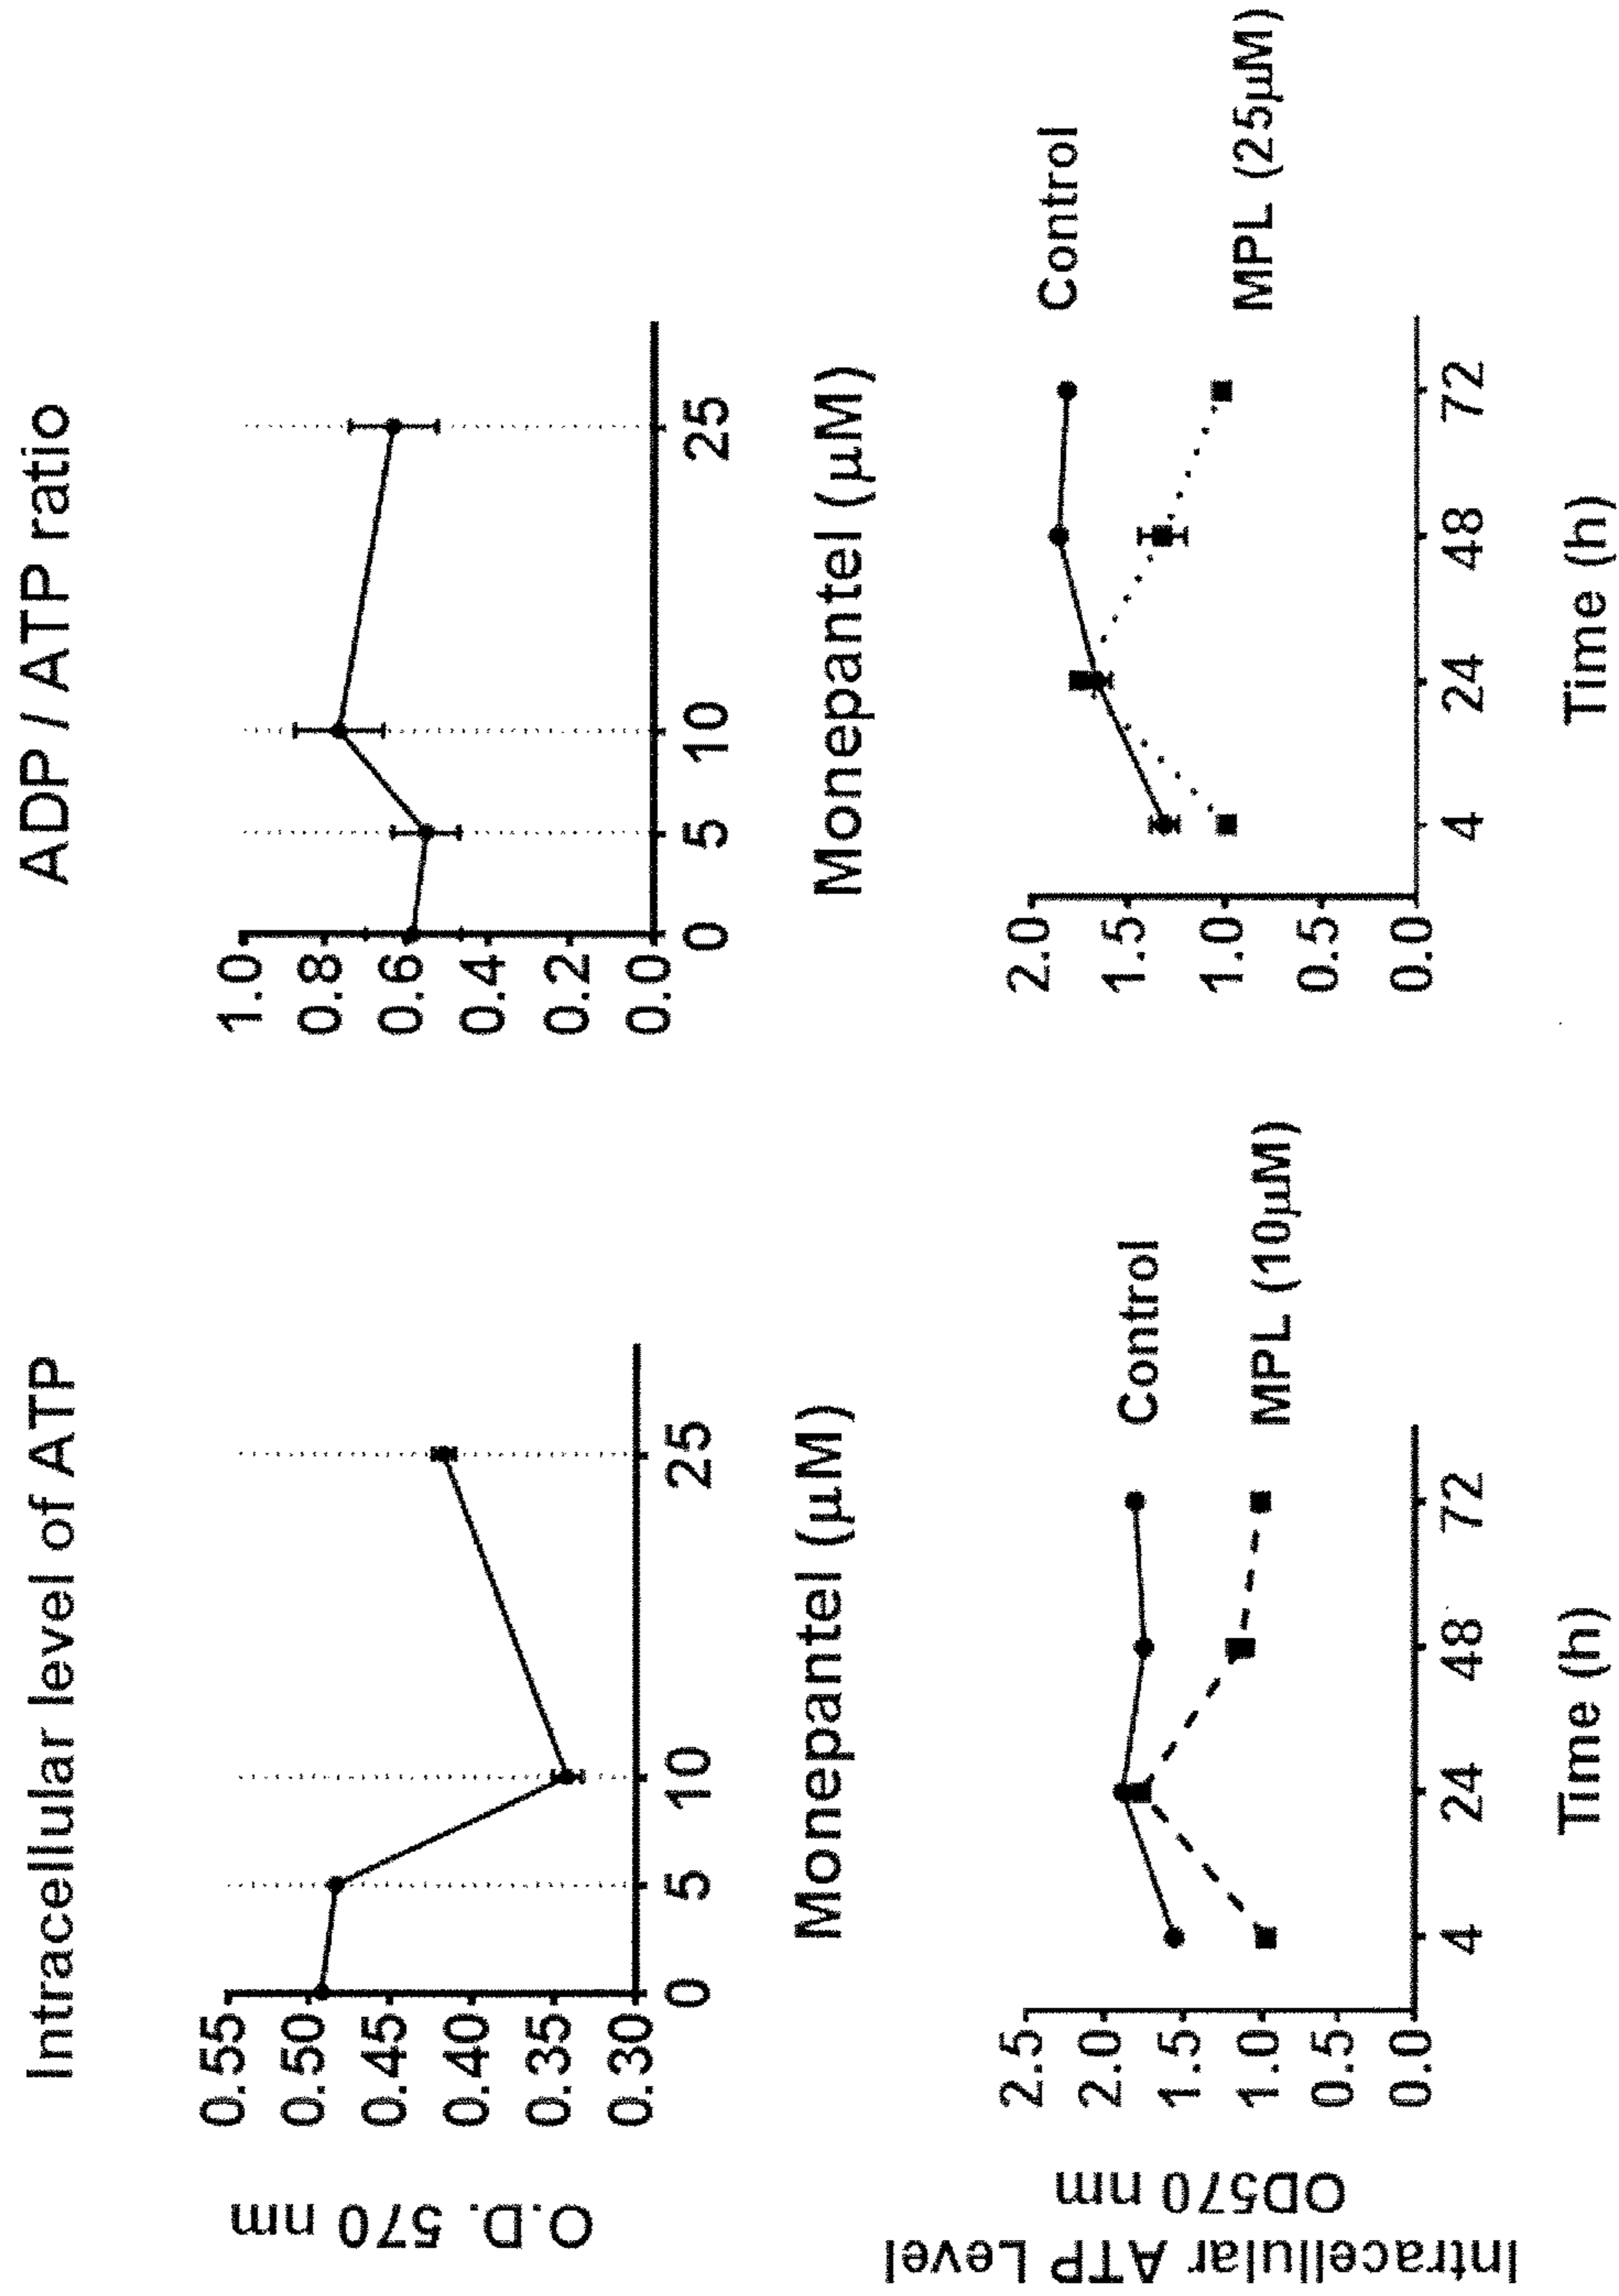 Intracellular level of ATP
O.D. 570 nm
0.55
0.50
0.45
0.40
0.35
0.30
0 5 10 25
Monepantel (µM)
ADP / ATP ratio
1.0
0.8
0.6
0.4
0.2
0.0
0 5 10 25
Monepantel (µM)
Intracellular ATP Level
OD570 nm
2.5
2.0
1.5
1.0
0.5
0.0
4 24 48 72
Time (h)
Control
MPL (10µM)
2.0
1.5
1.0
0.5
0.0
4 24 48 72
Time (h)
Control
MPL (25µM)